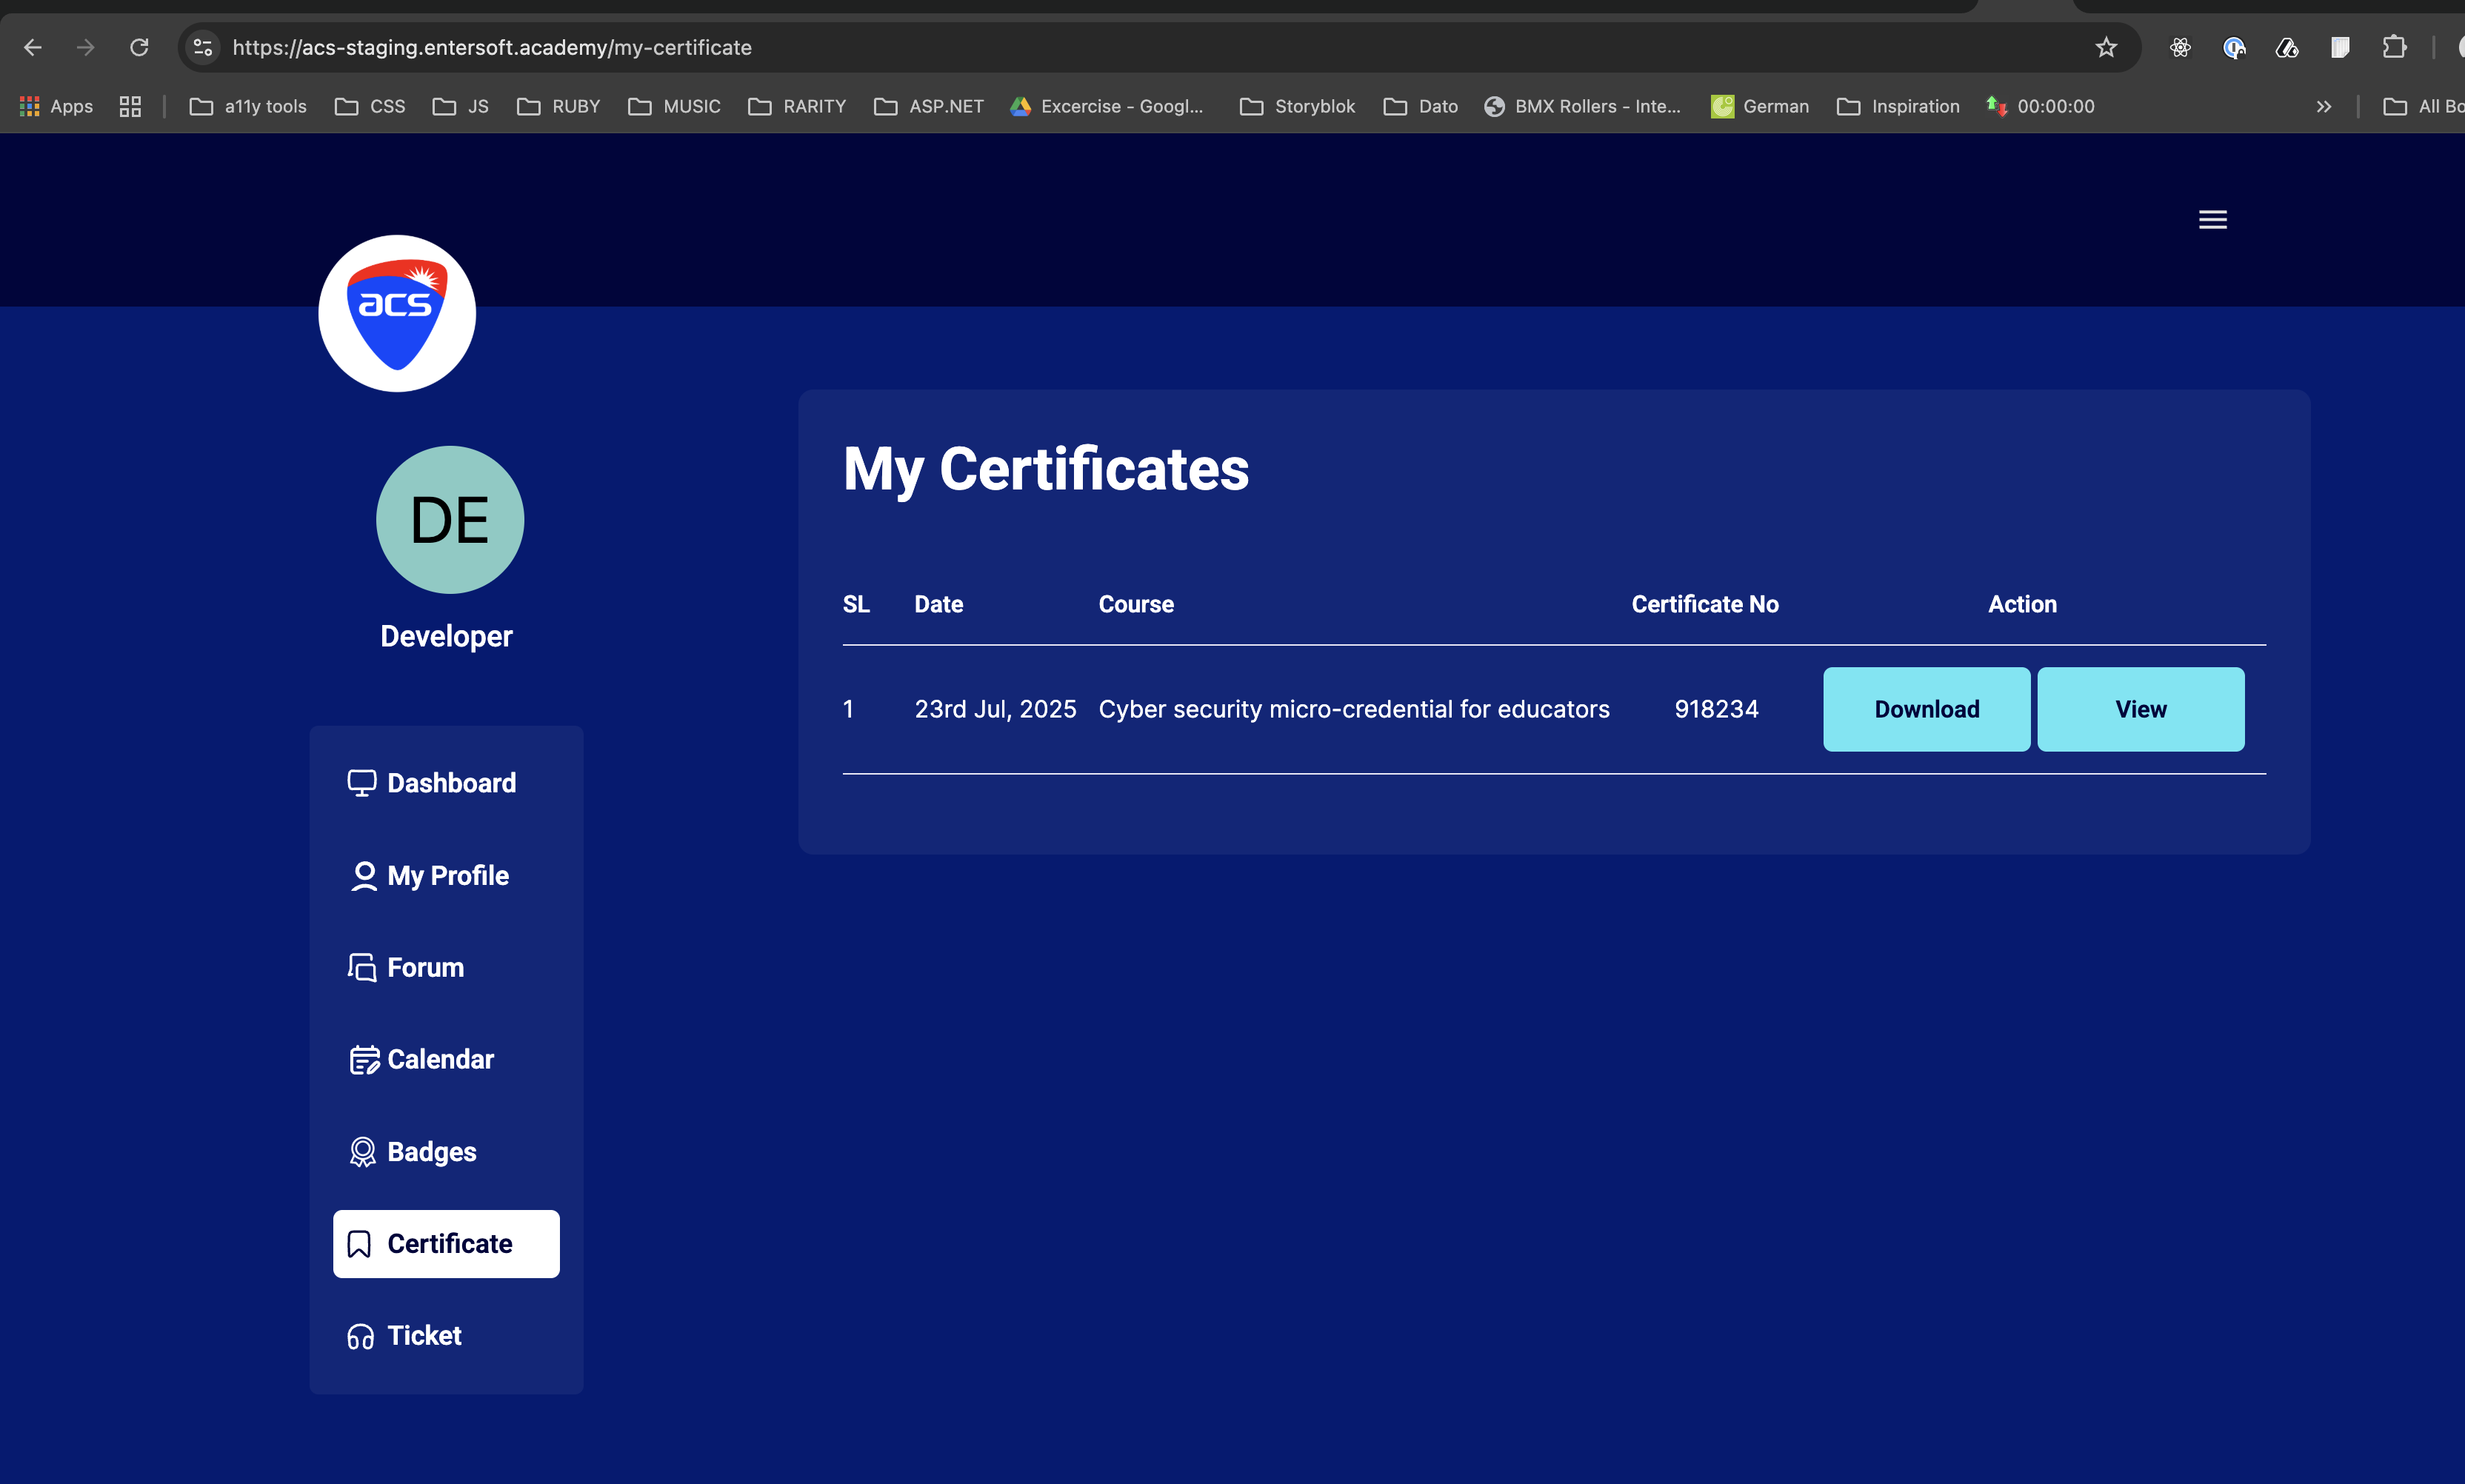 https://acs-staging.entersoft.academy/my-certificate
Apps a11y tools CSS JS RUBY MUSIC RARITY ASP.NET Excercise - Googl... Storyblok Dato BMX Rollers - Inte... German Inspiration 00:00:00 All Bo
acs
DE
Developer
Dashboard
My Profile
Forum
Calendar
Badges
Certificate
Ticket
My Certificates
SL Date Course Certificate No Action
1 23rd Jul, 2025 Cyber security micro-credential for educators 918234 Download View